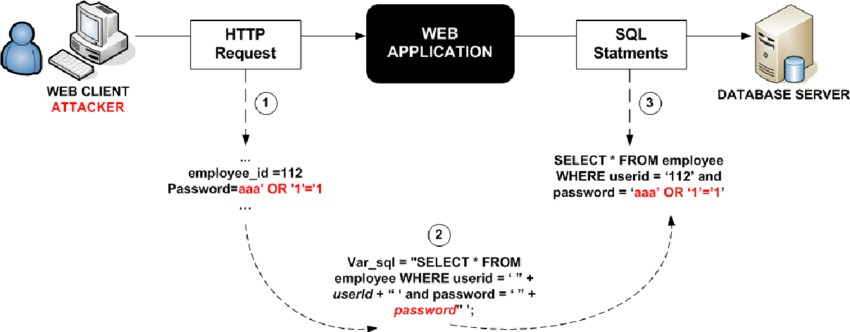 HTTP
Request
WEB
APPLICATION
SQL
Statments
WEB CLIENT
ATTACKER
DATABASE SERVER
1
3
...
employee_id =112
Password=aaa' OR '1'='1
...
SELECT * FROM employee
WHERE userid = ‘112’ and
password = ‘aaa’ OR ‘1’=’1’
2
Var_sql = "SELECT * FROM
employee WHERE userid = ‘ ” +
userid + “ ‘ and password = ‘ ” +
password” ’;